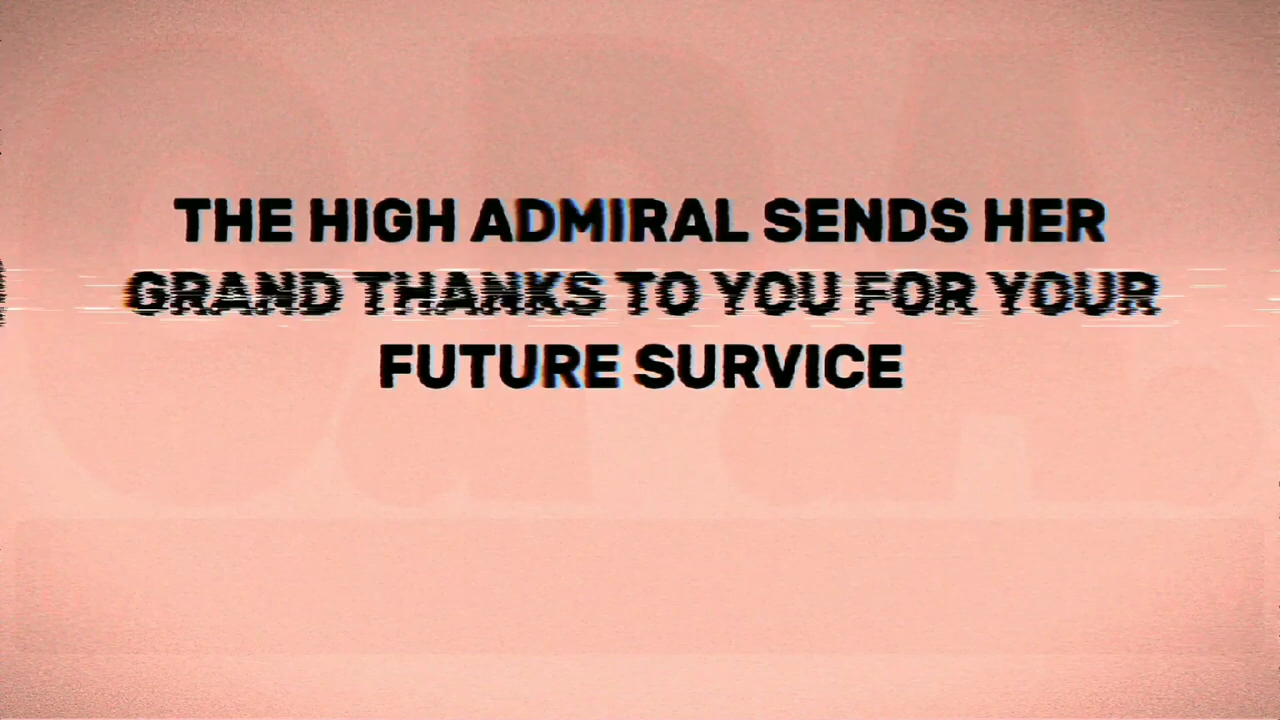 THE HIGH ADMIRAL SENDS HER
GRAND THANKS TO YOU FOR YOUR
FUTURE SURVICE